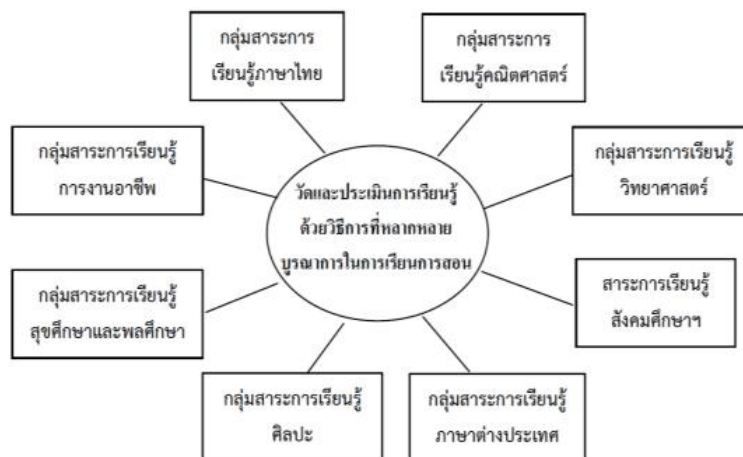 กลุ่มสาระการ
เรียนรู้ภาษาไทย
กลุ่มสาระการ
เรียนรู้คณิตศาสตร์
กลุ่มสาระการเรียนรู้
การงานอาชีพ
วัดและประเมินการเรียนรู้
ด้วยวิธีการที่หลากหลาย
บูรณาการในการเรียนการสอน
กลุ่มสาระการเรียนรู้
วิทยาศาสตร์
กลุ่มสาระการเรียนรู้
สุขศึกษาและพลศึกษา
สาระการเรียนรู้
สังคมศึกษาฯ
กลุ่มสาระการเรียนรู้
ศิลปะ
กลุ่มสาระการเรียนรู้
ภาษาต่างประเทศ